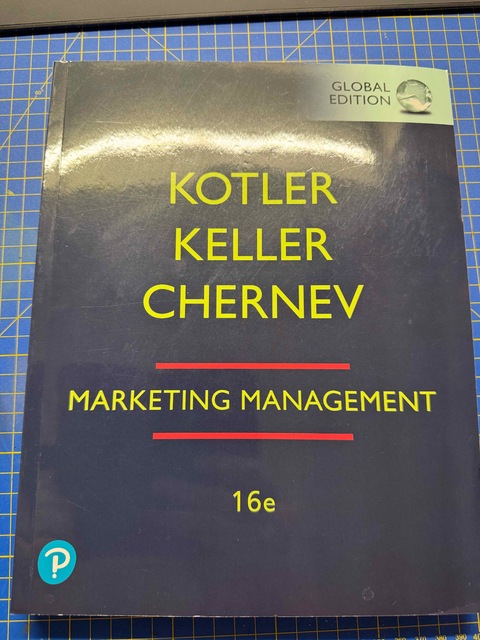 GLOBAL
EDITION
KOTLER
KELLER
CHERNEV
MARKETING MANAGEMENT
16e
P